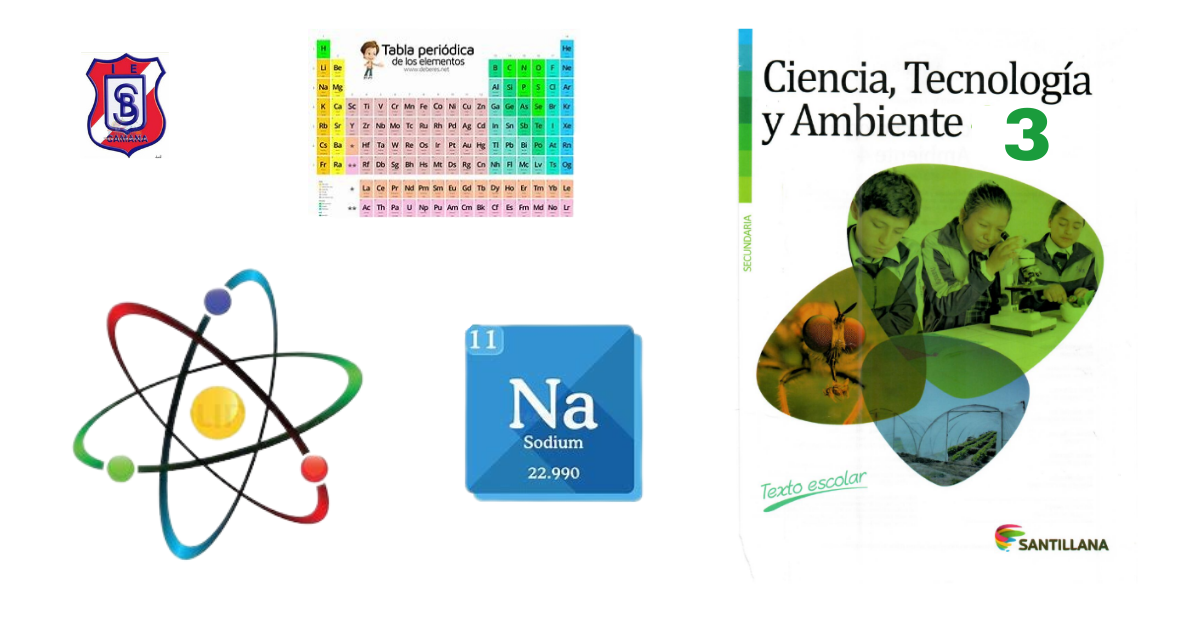 I E
SB
CAMANA
Tabla periódica
de los elementos
www.deberes.net
H He
Li Be B C N O F Ne
Na Mg Al Si P S Cl Ar
K Ca Sc Ti V Cr Mn Fe Co Ni Cu Zn Ga Ge As Se Br Kr
Rb Sr Y Zr Nb Mo Tc Ru Rh Pd Ag Cd In Sn Sb Te I Xe
Cs Ba * Hf Ta W Re Os Ir Pt Au Hg Tl Pb Bi Po At Rn
Fr Ra ** Rf Db Sg Bh Hs Mt Ds Rg Cn Nh Fl Mc Lv Ts Og
* La Ce Pr Nd Pm Sm Eu Gd Tb Dy Ho Er Tm Yb Le
** Ac Th Pa U Np Pu Am Cm Bk Cf Es Fm Md No Lr
11
Na
Sodium
22.990
Ciencia, Tecnología
y Ambiente 3
SECUNDARIA
Texto escolar
SANTILLANA